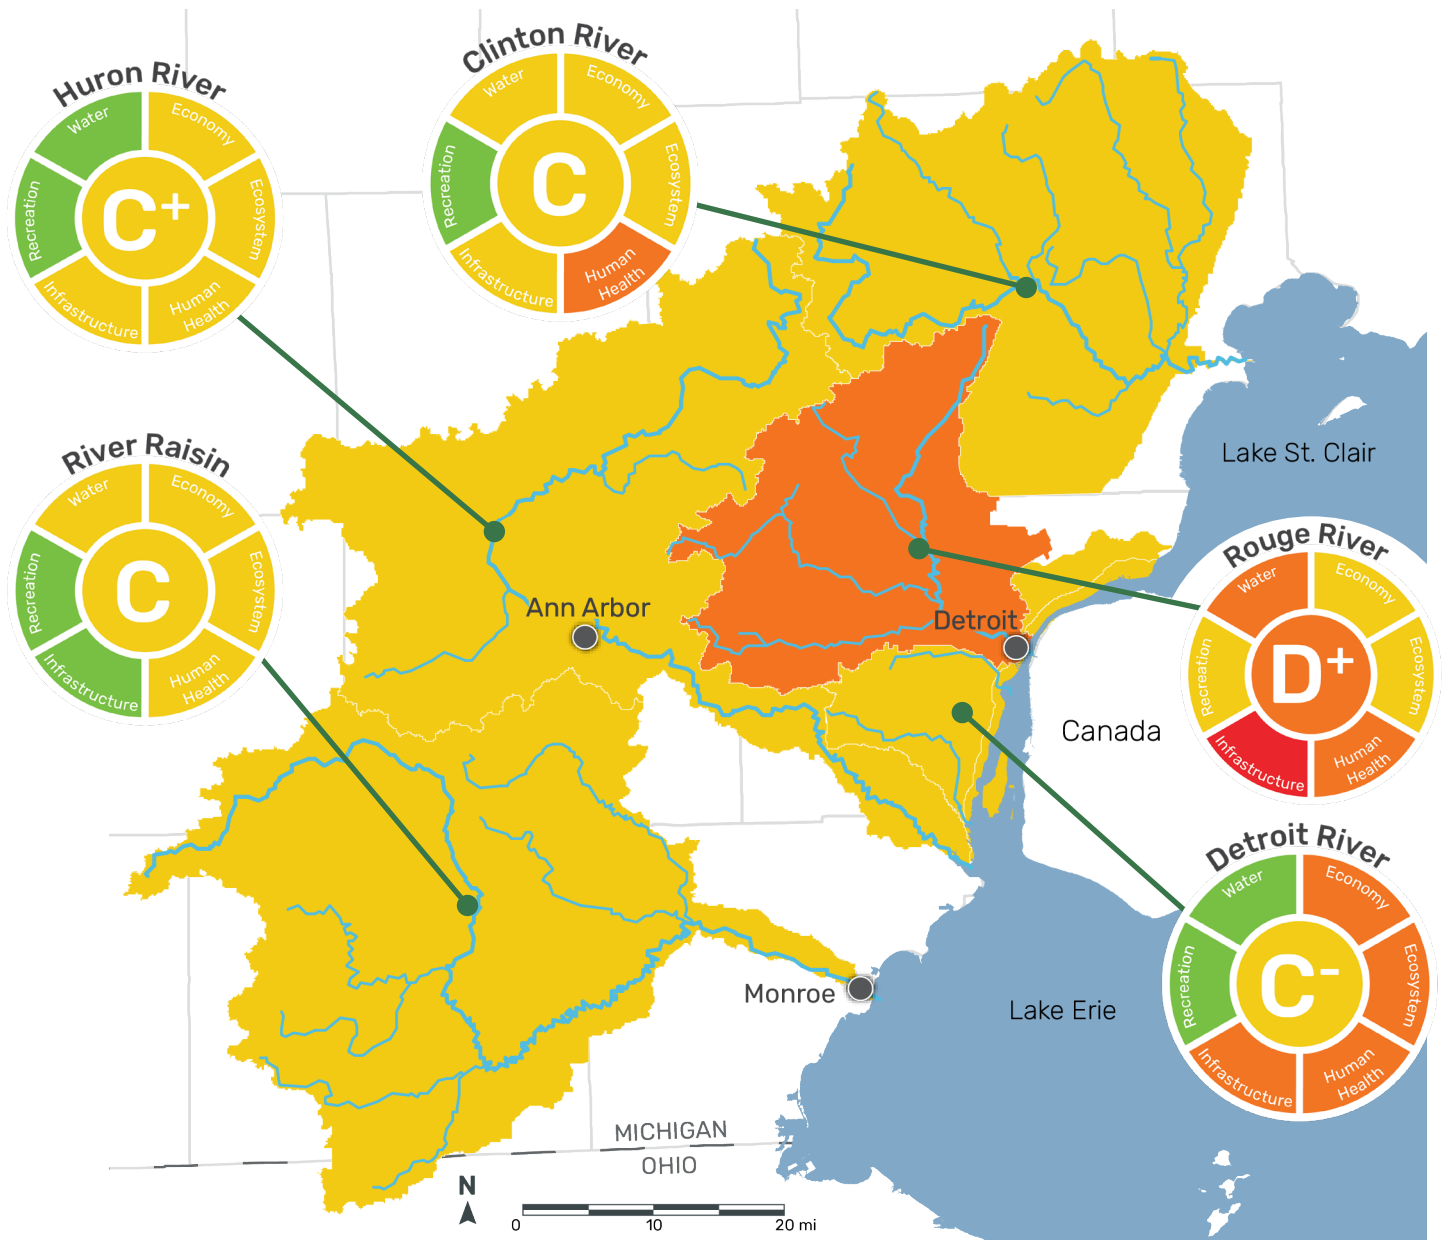 Huron River
Water
Economy
Recreation
Ecosystem
C+
Infrastructure
Human
Health
Clinton River
Water
Economy
Recreation
Ecosystem
C
Infrastructure
Human
Health
River Raisin
Water
Economy
Recreation
Ecosystem
C
Infrastructure
Human
Health
Lake St. Clair
Rouge River
Water
Economy
Recreation
Ecosystem
D+
Infrastructure
Human
Health
Ann Arbor
Detroit
Canada
Detroit River
Water
Economy
Recreation
Ecosystem
C-
Infrastructure
Human
Health
Monroe
Lake Erie
MICHIGAN
OHIO
N
0 10 20 mi